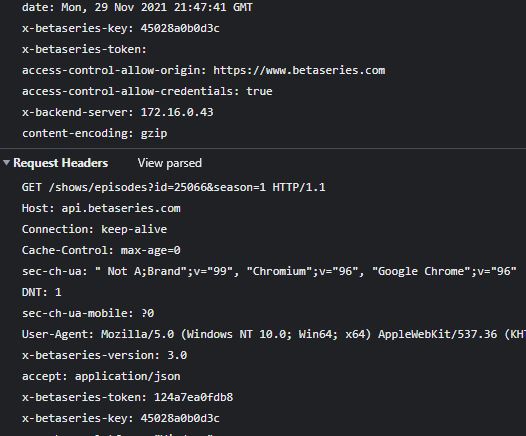 date: Mon, 29 Nov 2021 21:47:41 GMT
x-betaseries-key: 45028a0b0d3c
x-betaseries-token:
access-control-allow-origin: https://www.betaseries.com
access-control-allow-credentials: true
x-backend-server: 172.16.0.43
content-encoding: gzip
Request Headers View parsed
GET /shows/episodes?id=25066&season=1 HTTP/1.1
Host: api.betaseries.com
Connection: keep-alive
Cache-Control: max-age=0
sec-ch-ua: " Not A;Brand";v="99", "Chromium";v="96", "Google Chrome";v="96"
DNT: 1
sec-ch-ua-mobile: ?0
User-Agent: Mozilla/5.0 (Windows NT 10.0; Win64; x64) AppleWebKit/537.36 (KH
x-betaseries-version: 3.0
accept: application/json
x-betaseries-token: 124a7ea0fdb8
x-betaseries-key: 45028a0b0d3c